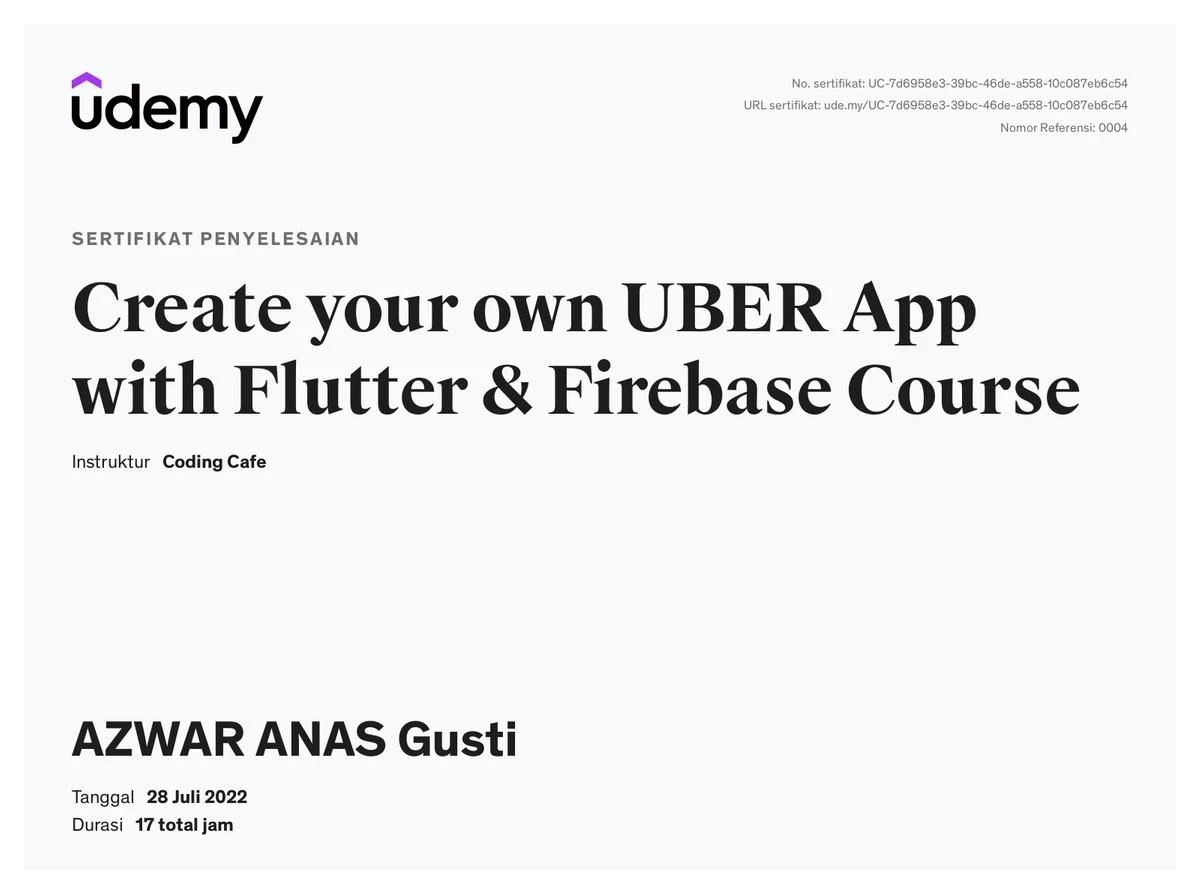 udemy
No. sertifikat: UC-7d6958e3-39bc-46de-a558-10c087eb6c54
URL sertifikat: ude.my/UC-7d6958e3-39bc-46de-a558-10c087eb6c54
Nomor Referensi: 0004
SERTIFIKAT PENYELESAIAN
Create your own UBER App
with Flutter & Firebase Course
Instruktur Coding Cafe
AZWAR ANAS Gusti
Tanggal 28 Juli 2022
Durasi 17 total jam